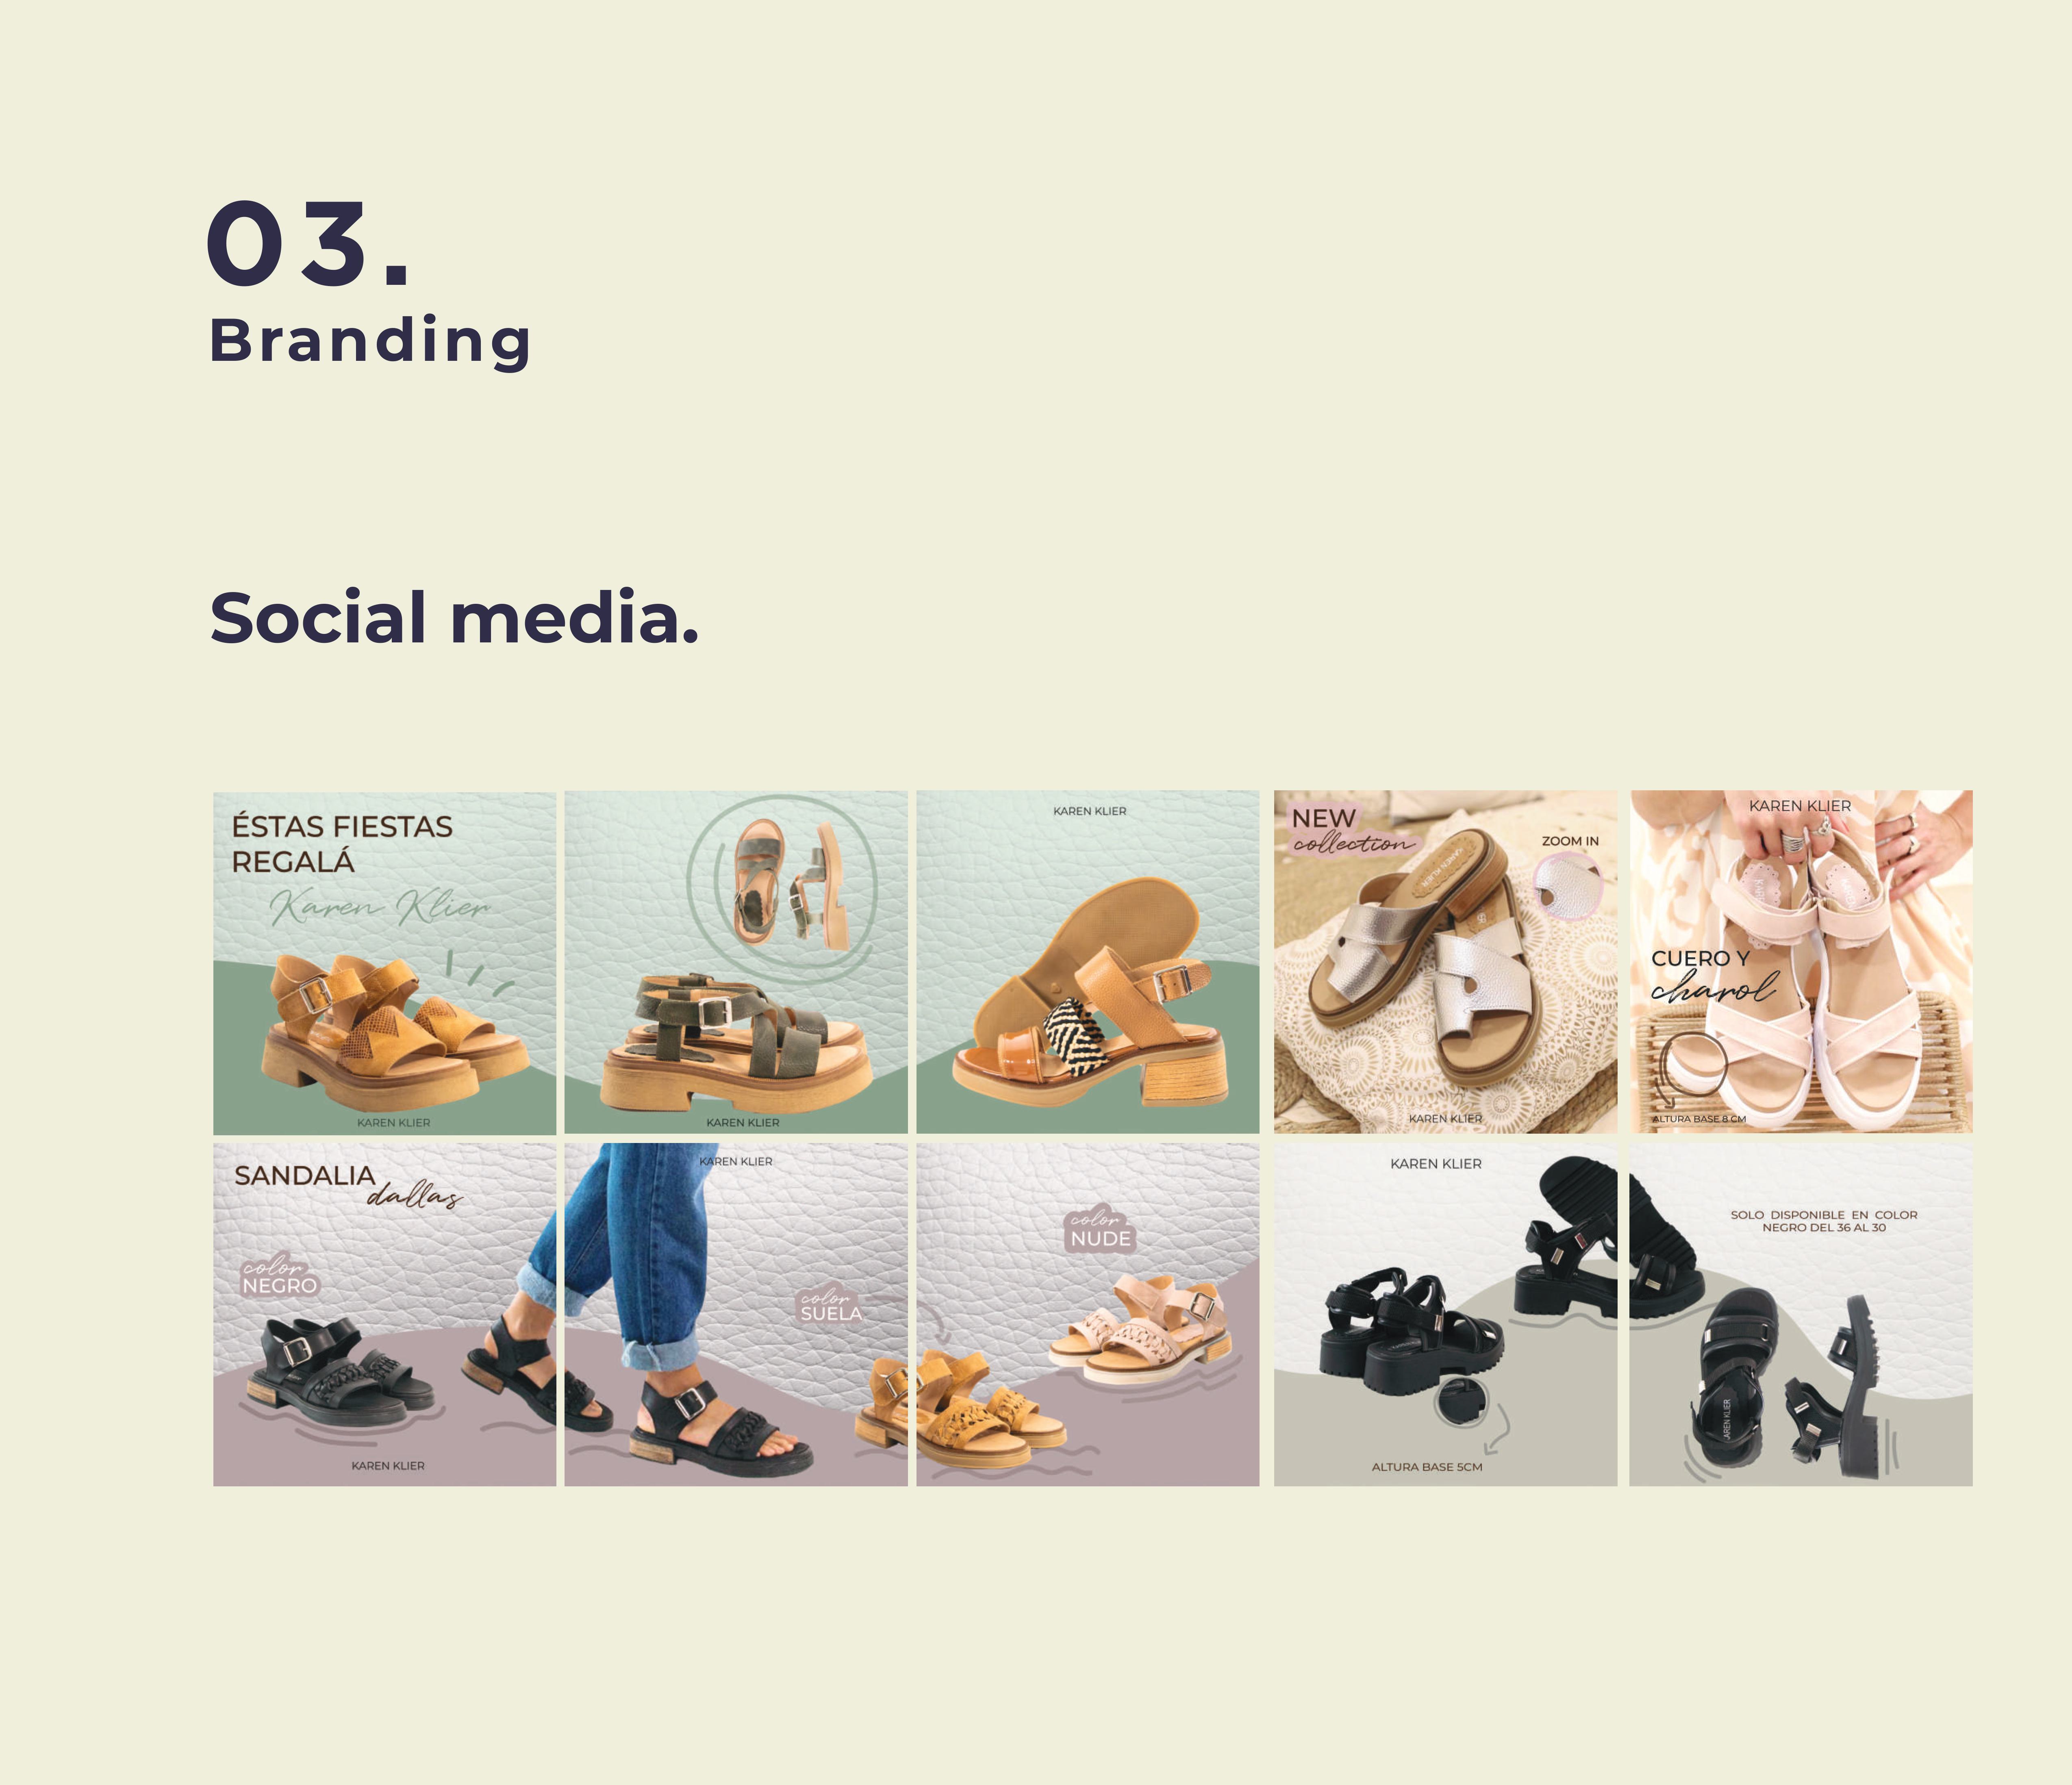 03.
Branding
Social media.
ÉSTAS FIESTAS
REGALÁ
Karen Klier
KAREN KLIER
KAREN KLIER
KAREN KLIER
NEW
collection
ZOOM IN
KAREN KLIER
KAREN KLIER
CUERO Y
charol
ALTURA BASE 8 CM
SANDALIA
dallas
color
NEGRO
KAREN KLIER
KAREN KLIER
color
SUELA
color
NUDE
KAREN KLIER
ALTURA BASE 5CM
SOLO DISPONIBLE EN COLOR
NEGRO DEL 36 AL 30